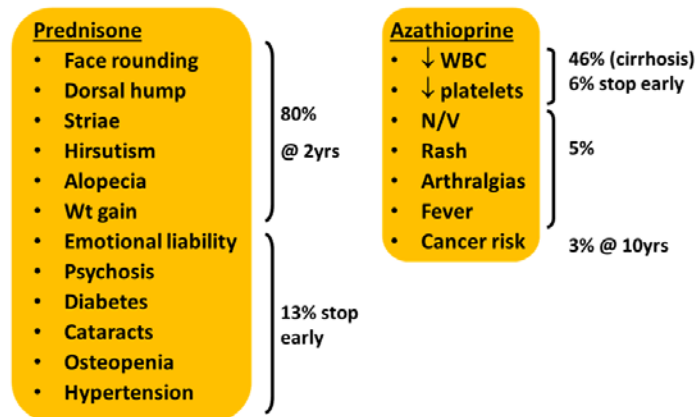 Prednisone
• Face rounding
• Dorsal hump
• Striae
• Hirsutism
• Alopecia
• Wt gain
• Emotional liability
• Psychosis
• Diabetes
• Cataracts
• Osteopenia
• Hypertension
80%
@ 2yrs
13% stop
early
Azathioprine
• ↓ WBC
• ↓ platelets
• N/V
• Rash
• Arthralgias
• Fever
• Cancer risk
46% (cirrhosis)
6% stop early
5%
3% @ 10yrs